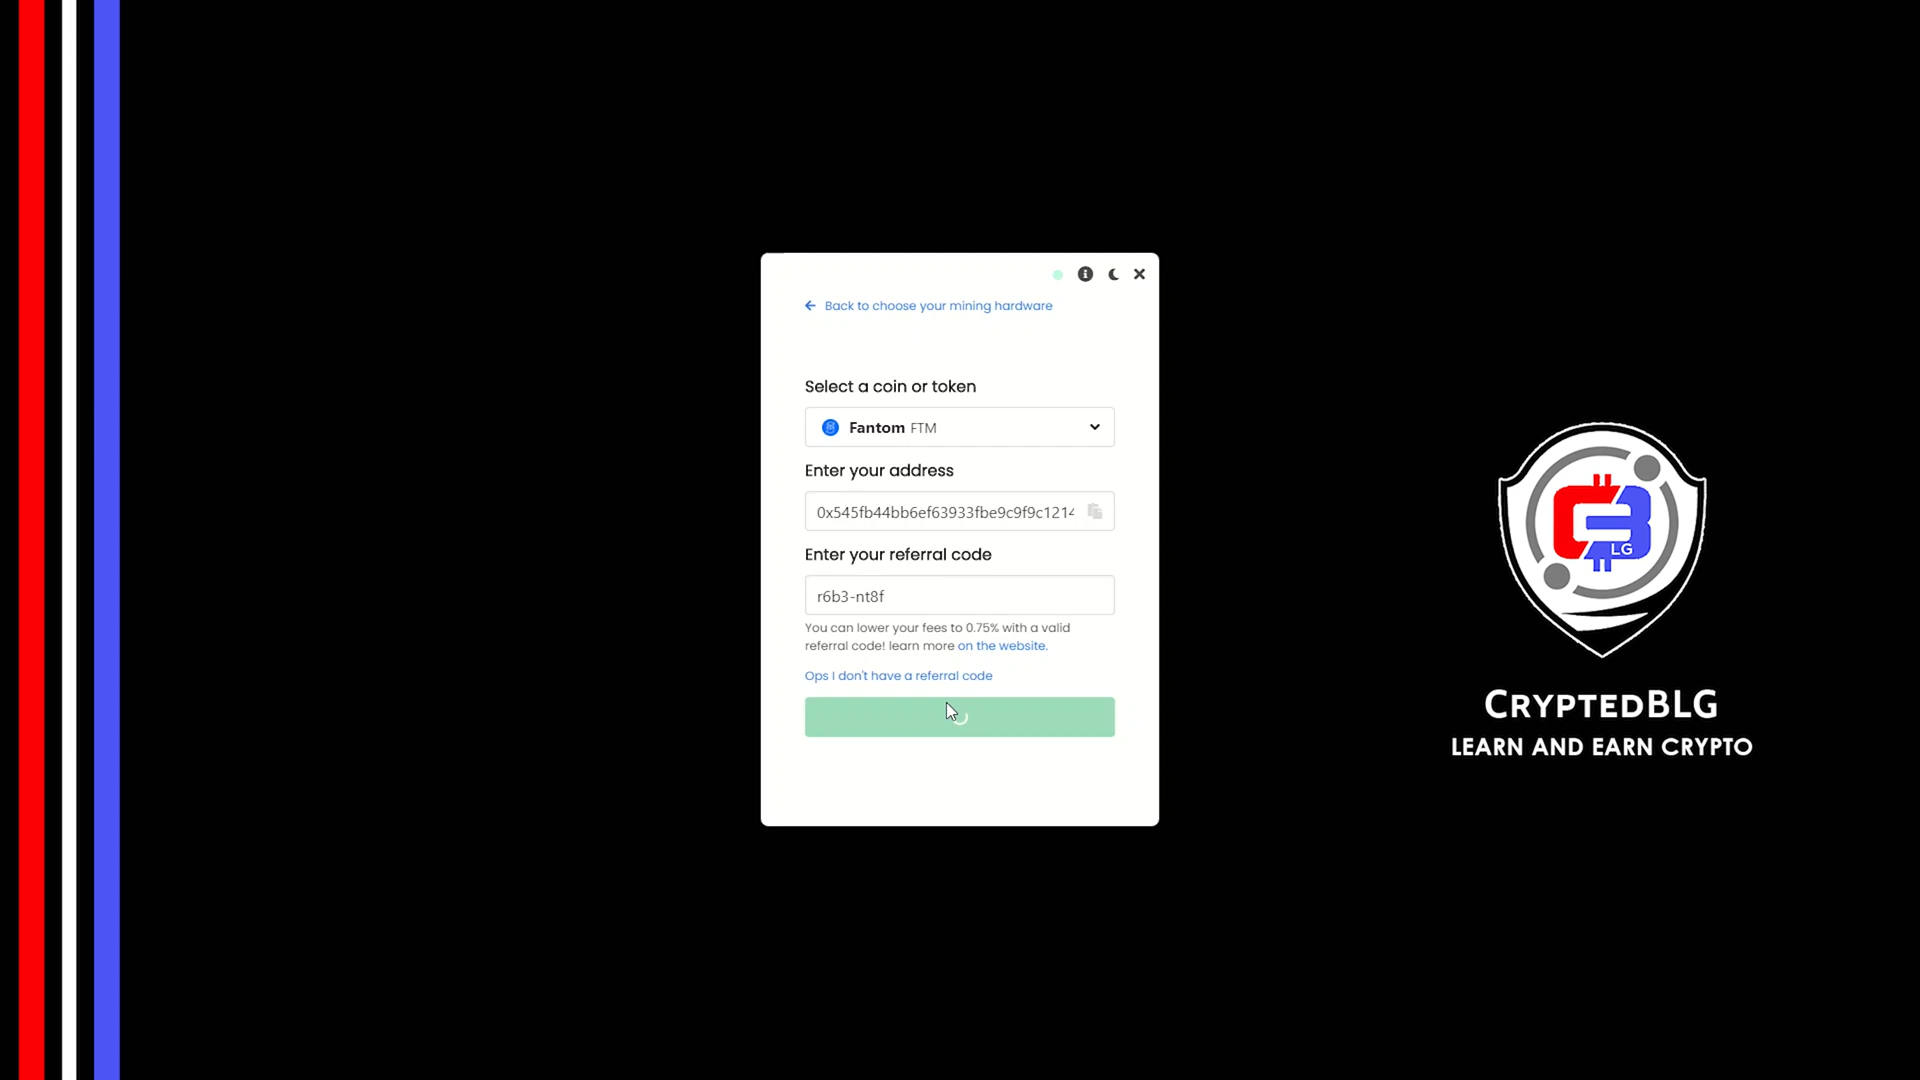 Back to choose your mining hardware
Select a coin or token
Fantom FTM
Enter your address
0x545fb44bb6ef63933fbe9c9f9c1214
Enter your referral code
r6b3-nt8f
You can lower your fees to 0.75% with a valid
referral code! learn more on the website.
Ops I don't have a referral code
LG
CRYPTEDBLG
LEARN AND EARN CRYPTO